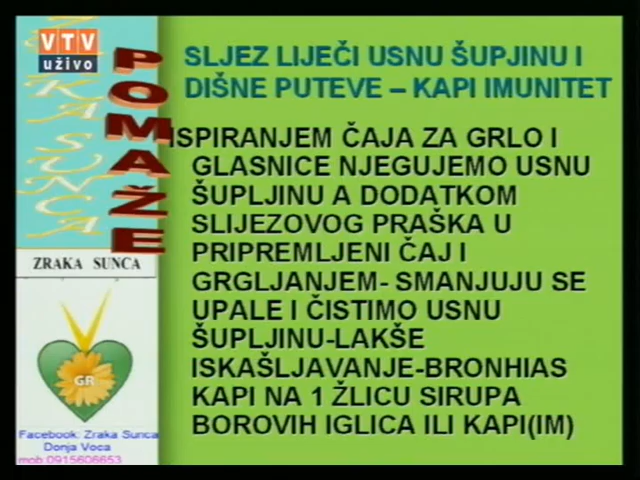 VTV
uživo
ZRAKA SUNCA
POMAŽE
SLJEZ LIJEČI USNU ŠUPJINU I
DIŠNE PUTEVE – KAPI IMUNITET
ISPIRANJEM ČAJA ZA GRLO I
GLASNICE NJEGUJEMO USNU
ŠUPLJINU A DODATKOM
SLIJEZOVOG PRAŠKA U
PRIPREMLJENI ČAJ I
GRGLJANJEM- SMANJUJU SE
UPALE I ČISTIMO USNU
ŠUPLJINU-LAKŠE
ISKAŠLJAVANJE-BRONHIAS
KAPI NA 1 ŽLICU SIRUPA
BOROVIH IGLICA ILI KAPI(IM)
ZRAKA SUNCA
GR
Facebook: Zraka Sunca
Donja Voca
mob:0915606653